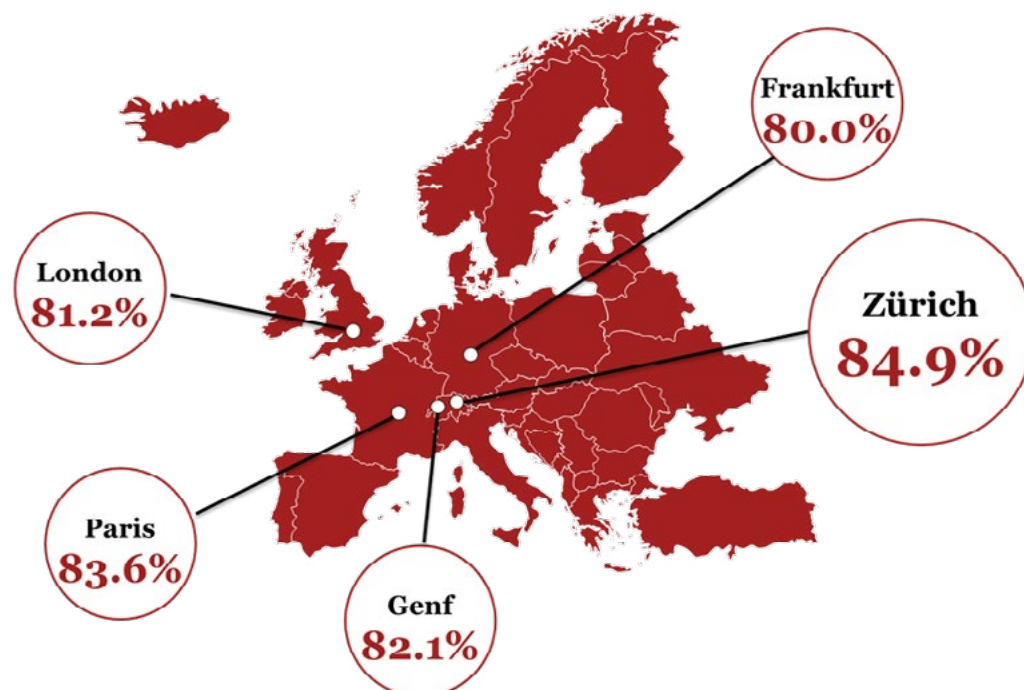 Frankfurt
80.0%
London
81.2%
Zürich
84.9%
Paris
83.6%
Genf
82.1%